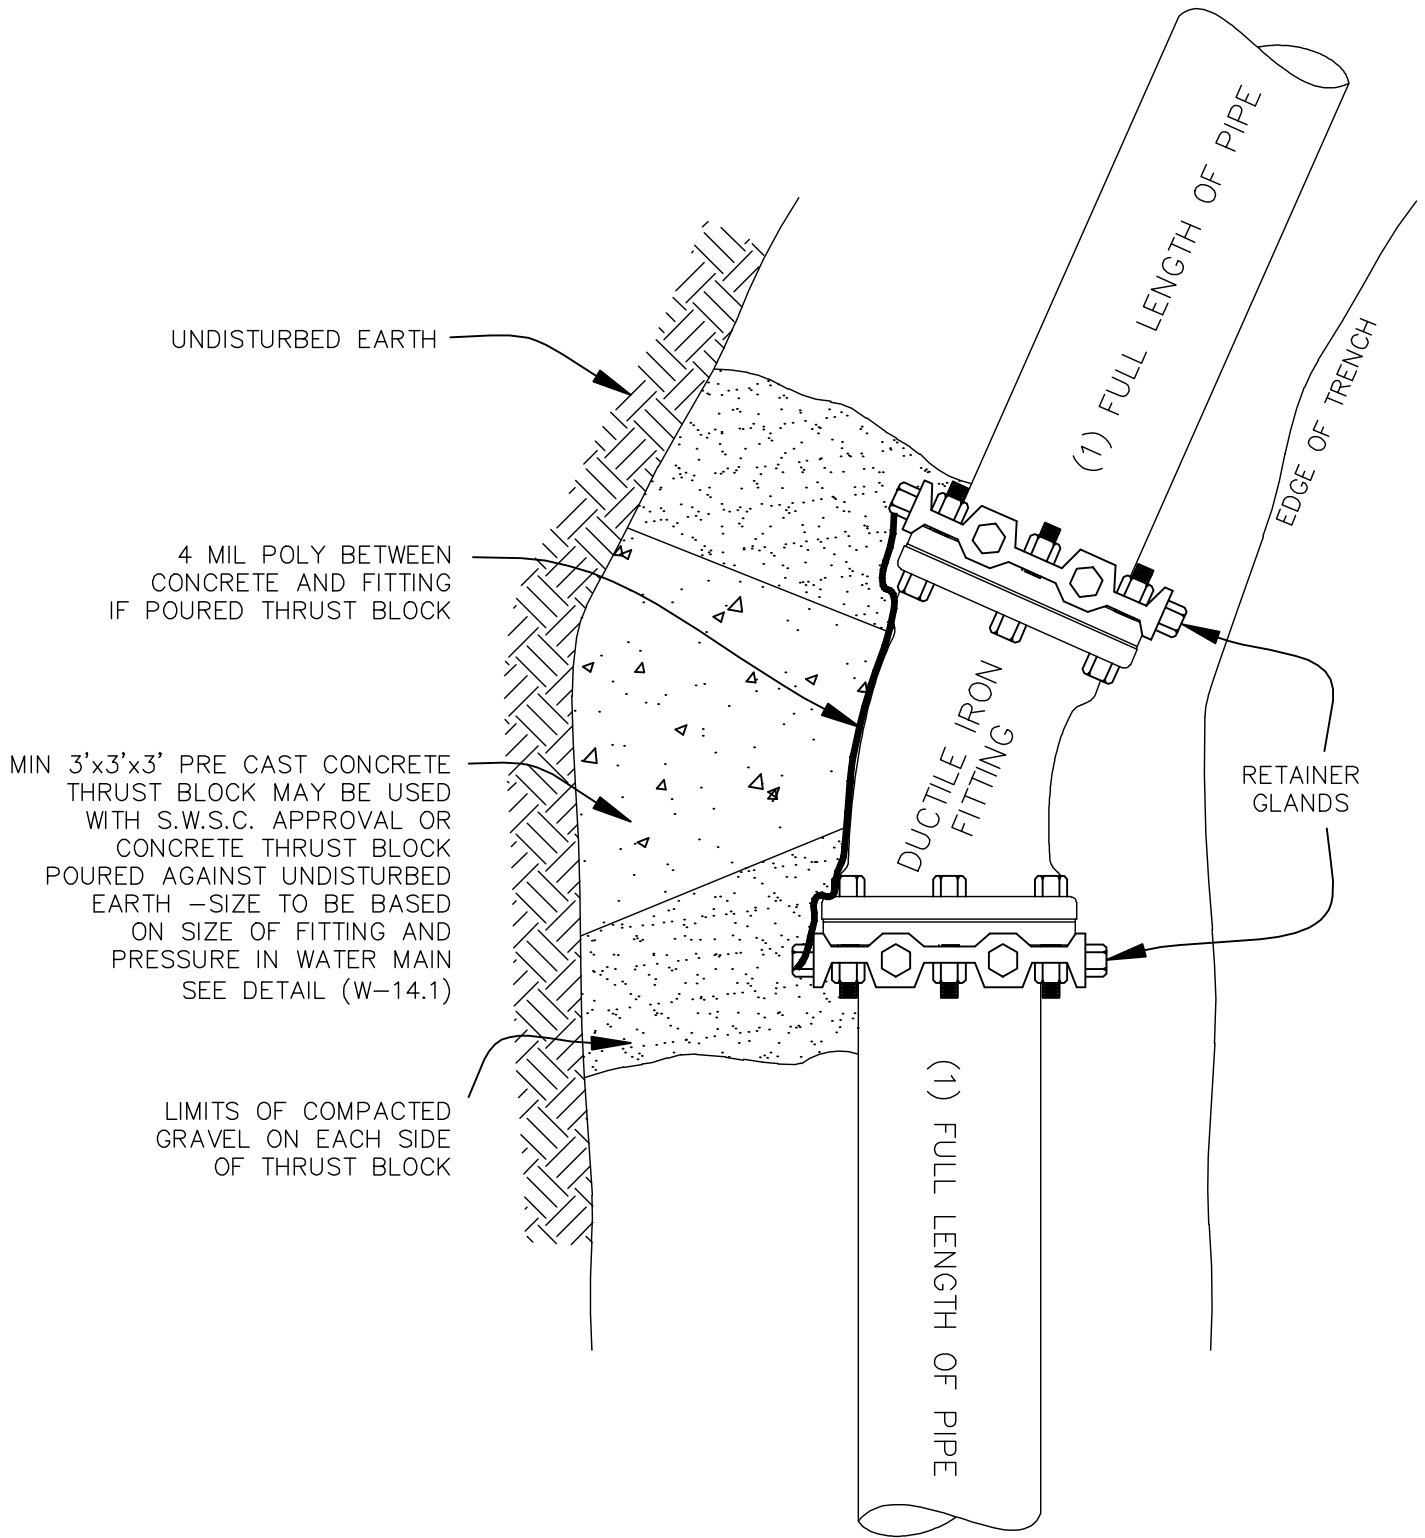 (1) FULL LENGTH OF PIPE
UNDISTURBED EARTH
EDGE OF TRENCH
4 MIL POLY BETWEEN
CONCRETE AND FITTING
IF POURED THRUST BLOCK
DUCTILE IRON
FITTING
MIN 3'x3'x3' PRE CAST CONCRETE
THRUST BLOCK MAY BE USED
WITH S.W.S.C. APPROVAL OR
CONCRETE THRUST BLOCK
POURED AGAINST UNDISTURBED
EARTH -SIZE TO BE BASED
ON SIZE OF FITTING AND
PRESSURE IN WATER MAIN
SEE DETAIL (W-14.1)
RETAINER
GLANDS
LIMITS OF COMPACTED
GRAVEL ON EACH SIDE
OF THRUST BLOCK
(1) FULL LENGTH OF PIPE